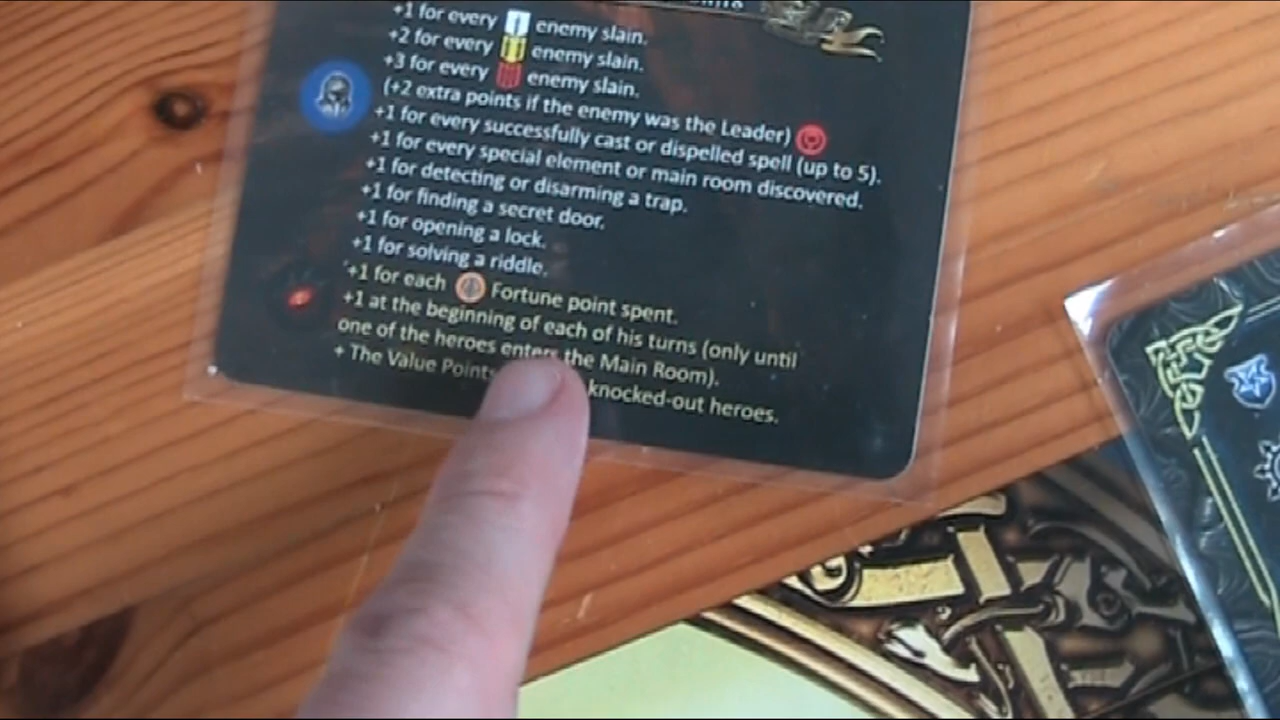 +1 for every enemy slain.
+2 for every enemy slain.
+3 for every enemy slain.
(+2 extra points if the enemy was the Leader)
+1 for every successfully cast or dispelled spell (up to 5).
+1 for every special element or main room discovered.
+1 for detecting or disarming a trap.
+1 for finding a secret door.
+1 for opening a lock.
+1 for solving a riddle.
+1 for each Fortune point spent.
+1 at the beginning of each of his turns (only until
one of the heroes enters the Main Room).
+ The Value Points knocked-out heroes.